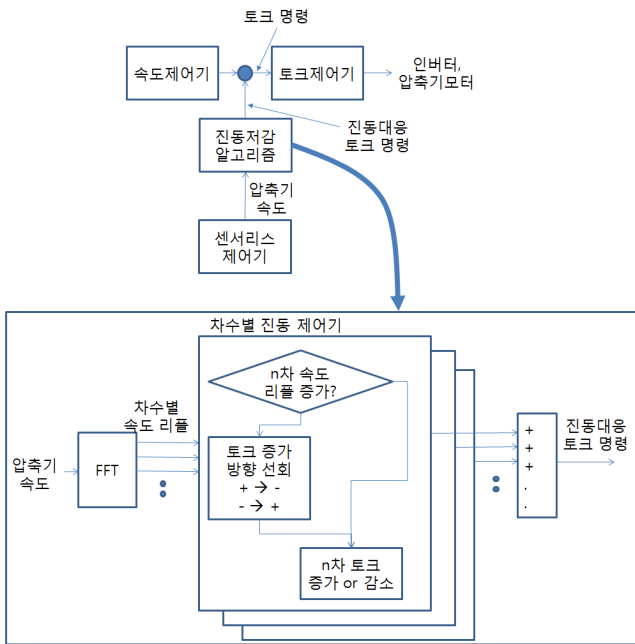 토크 명령
속도제어기
토크제어기
인버터,
압축기모터
진동저감
알고리즘
진동대응
토크 명령
압축기
속도
센서리스
제어기
차수별 진동 제어기
n차 속도
리플 증가?
차수별
속도 리플
압축기
속도
FFT
토크 증가
방향 선회
+ → -
- → +
n차 토크
증가 or 감소
+
+
+
.
.
진동대응
토크 명령